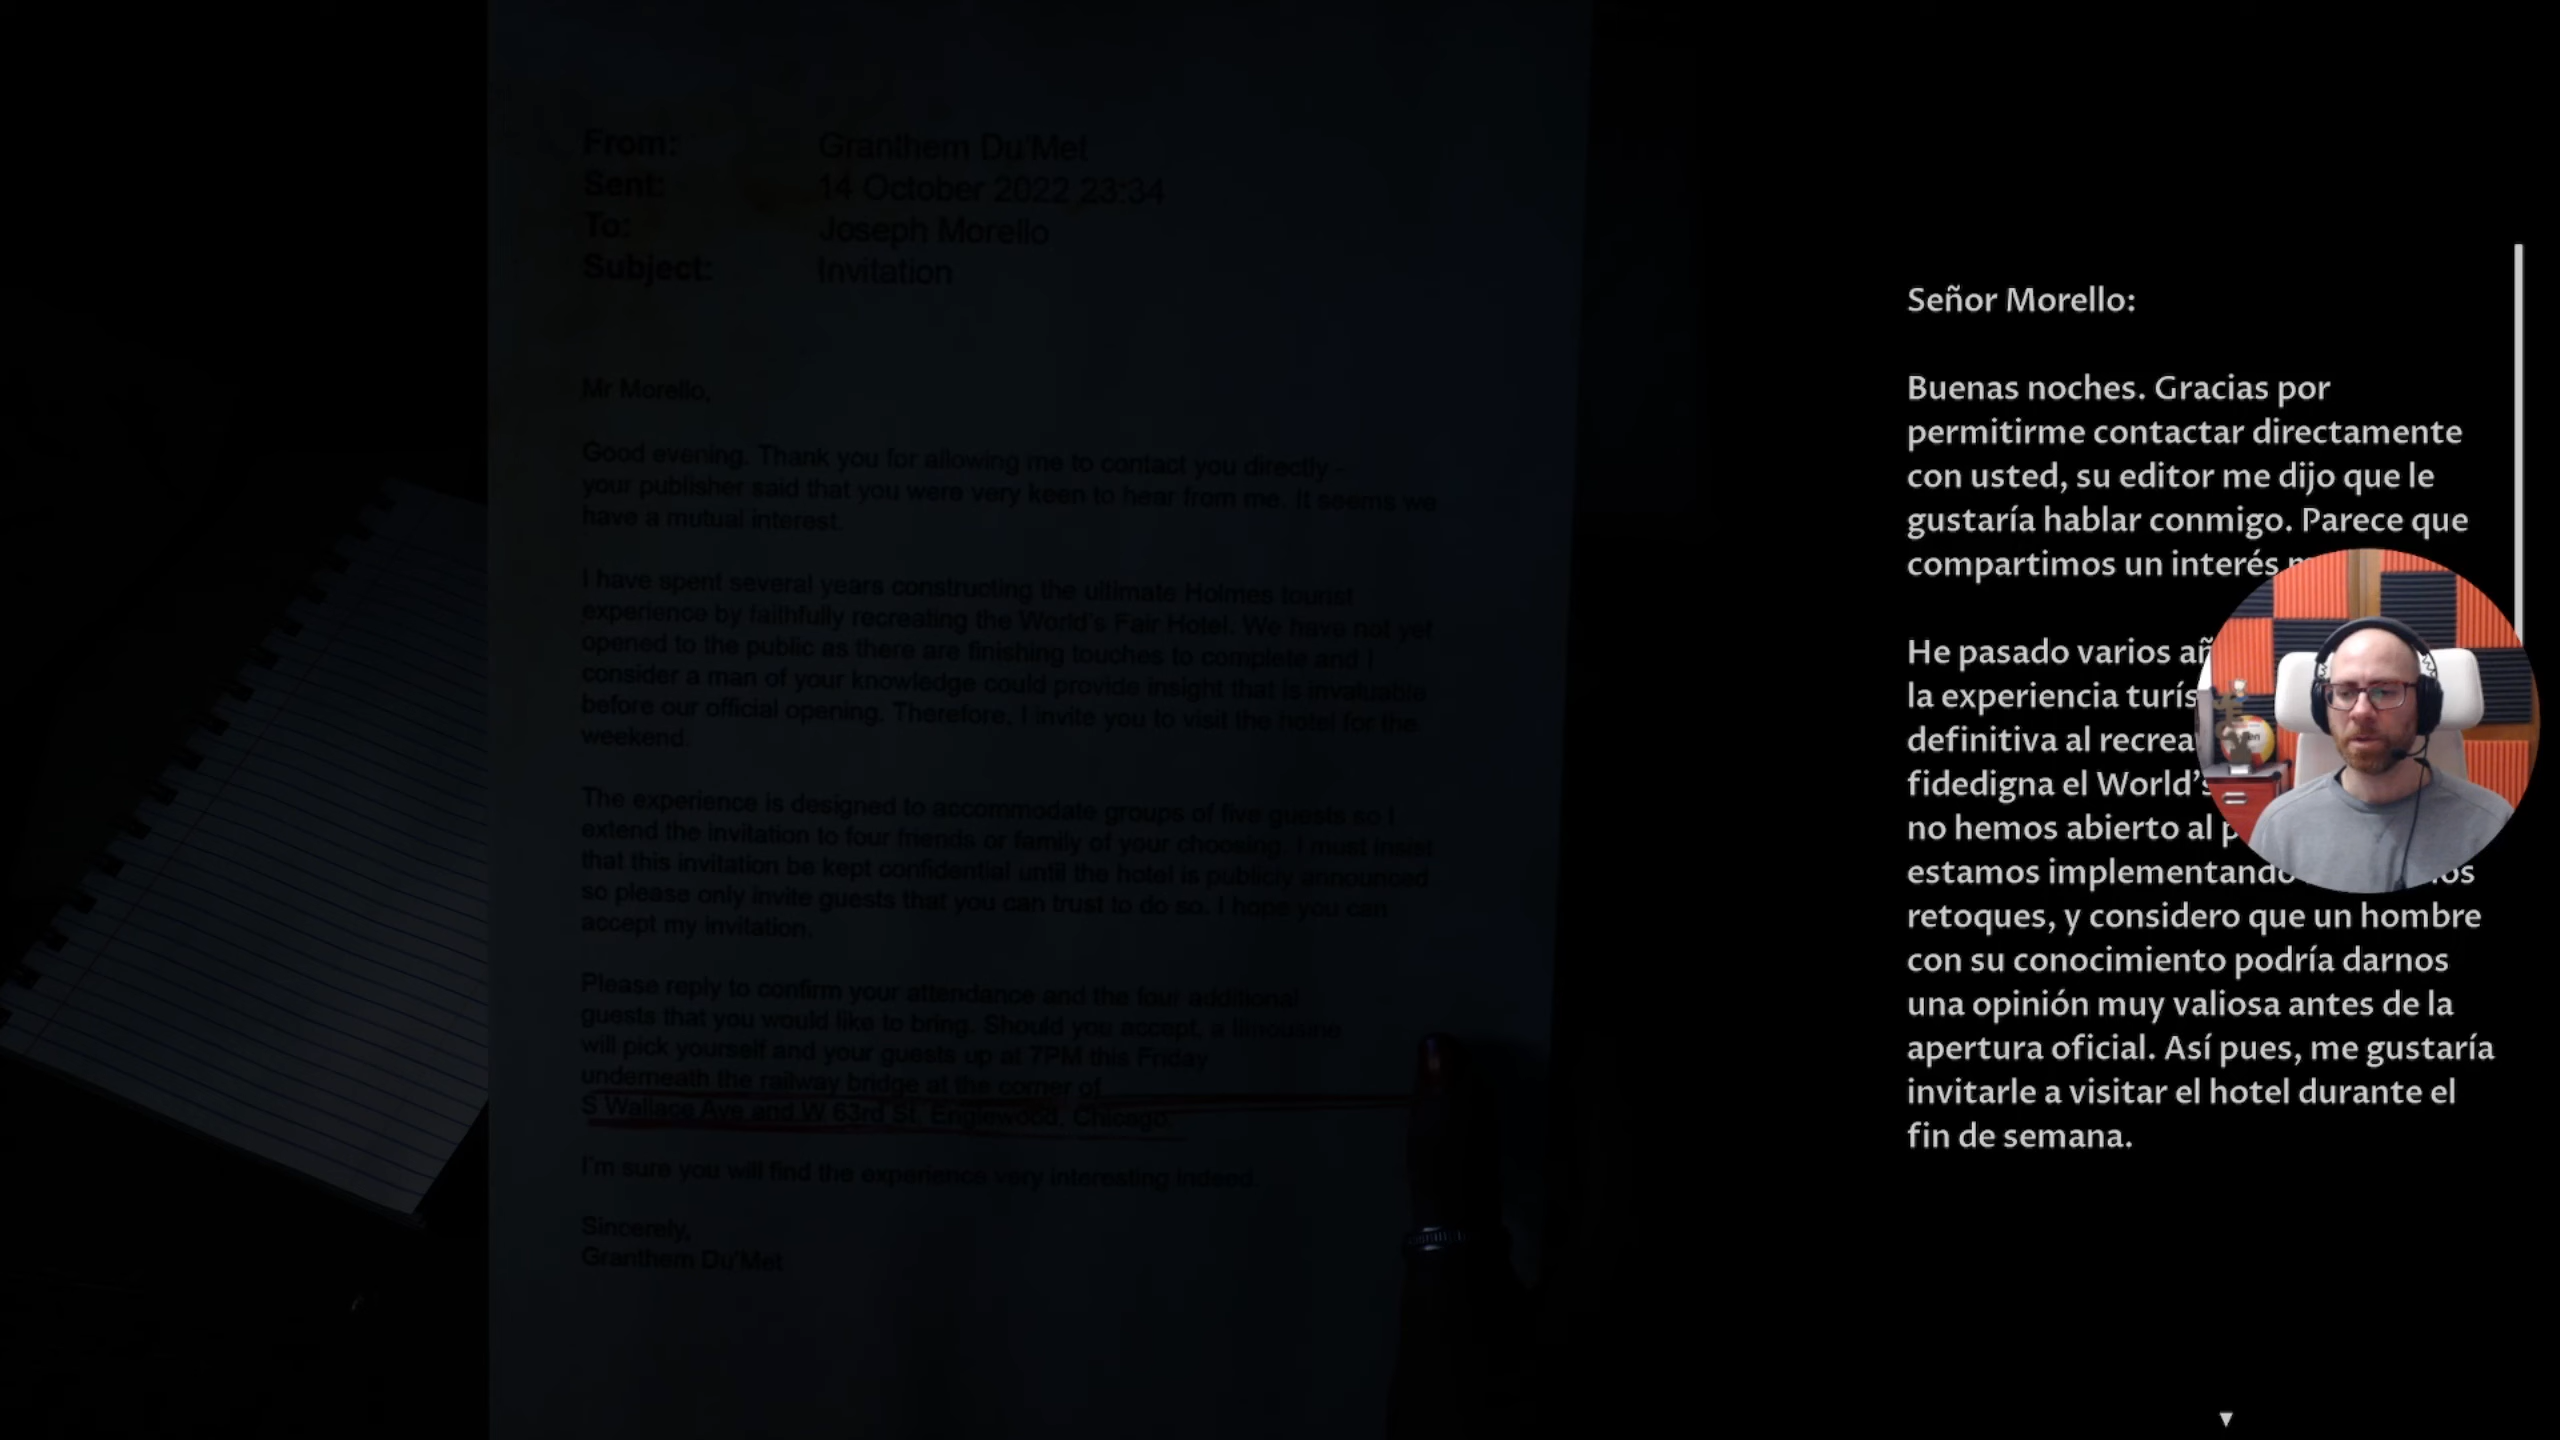 From: Granthem Du'Met
Sent: 14 October 2022 23:34
To: Joseph Morello
Subject: Invitation
Mr Morello,
Good evening. Thank you for allowing me to contact you directly -
your publisher said that you were very keen to hear from me. It seems we
have a mutual interest.
I have spent several years constructing the ultimate Holmes tourist
experience by faithfully recreating the World's Fair Hotel. We have not yet
opened to the public as there are finishing touches to complete and I
consider a man of your knowledge could provide insight that is invaluable
before our official opening. Therefore, I invite you to visit the hotel for the
weekend.
The experience is designed to accommodate groups of five guests so I
extend the invitation to four friends or family of your choosing. I must insist
that this invitation be kept confidential until the hotel is publicly announced
so please only invite guests that you can trust to do so. I hope you can
accept my invitation.
Please reply to confirm your attendance and the four additional
guests that you would like to bring. Should you accept, a limousine
will pick yourself and your guests up at 7PM this Friday
underneath the railway bridge at the corner of
S Wallace Ave and W 63rd St, Englewood, Chicago.
I'm sure you will find the experience very interesting indeed.
Sincerely,
Granthem Du'Met
Señor Morello:
Buenas noches. Gracias por
permitirme contactar directamente
con usted, su editor me dijo que le
gustaría hablar conmigo. Parece que
compartimos un interés
He pasado varios
la experiencia
definitiva al
fidedigna el World's
no hemos abierto al
estamos implementando
retoques, y considero que un hombre
con su conocimiento podría darnos
una opinión muy valiosa antes de la
apertura oficial. Así pues, me gustaría
invitarle a visitar el hotel durante el
fin de semana.